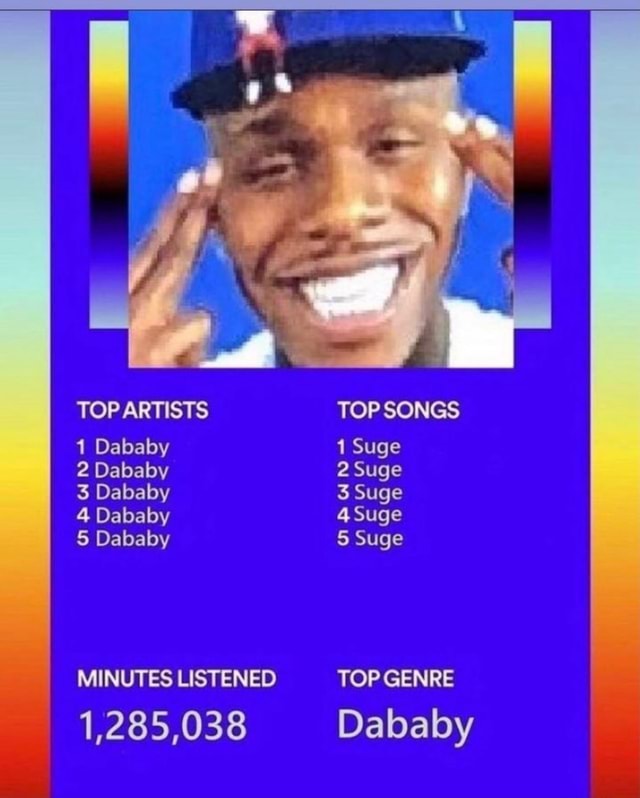 TOP ARTISTS
1 Dababy
2 Dababy
3 Dababy
4 Dababy
5 Dababy
TOP SONGS
1 Suge
2 Suge
3 Suge
4 Suge
5 Suge
MINUTES LISTENED
1,285,038
TOP GENRE
Dababy